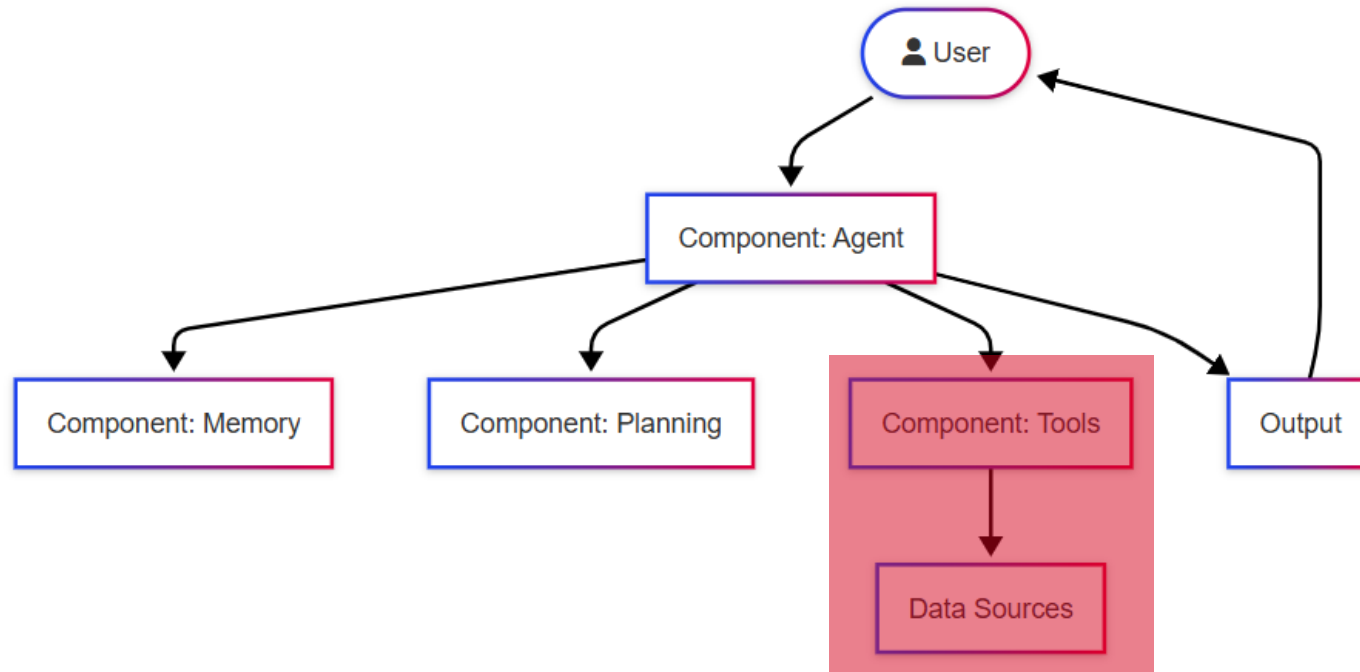 User
Component: Agent
Component: Memory
Component: Planning
Component: Tools
Output
Data Sources